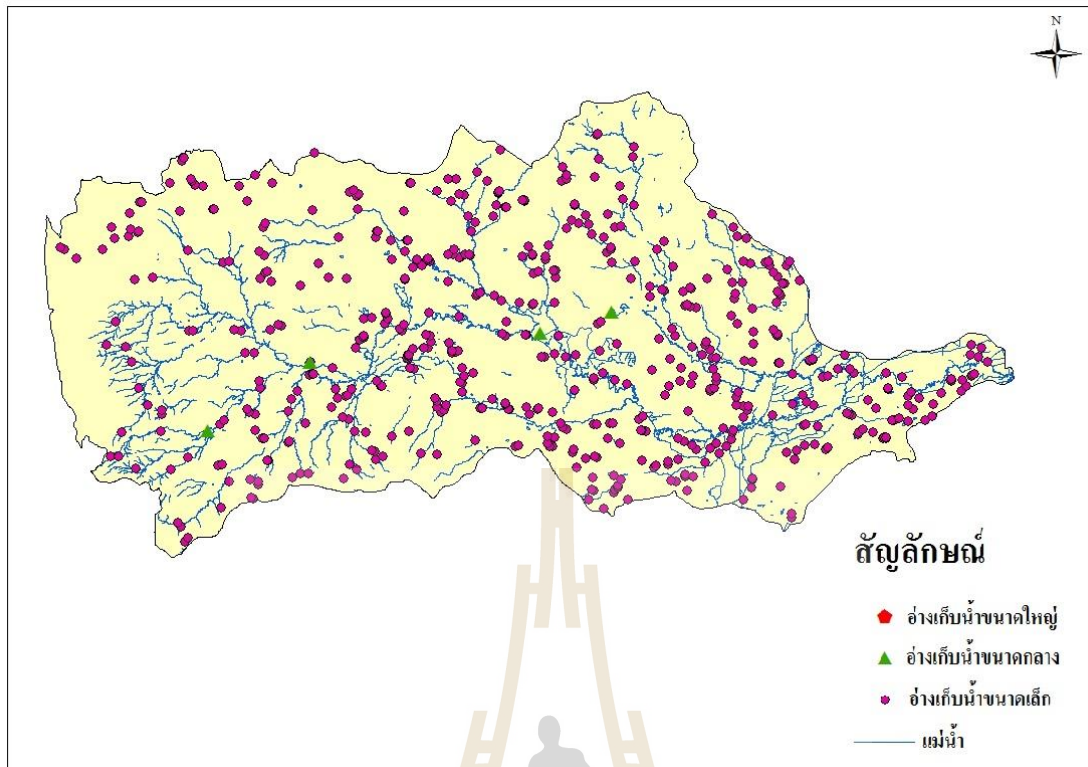 N
สัญลักษณ์
อ่างเก็บน้ำขนาดใหญ่
อ่างเก็บน้ำขนาดกลาง
อ่างเก็บน้ำขนาดเล็ก
แม่น้ำ